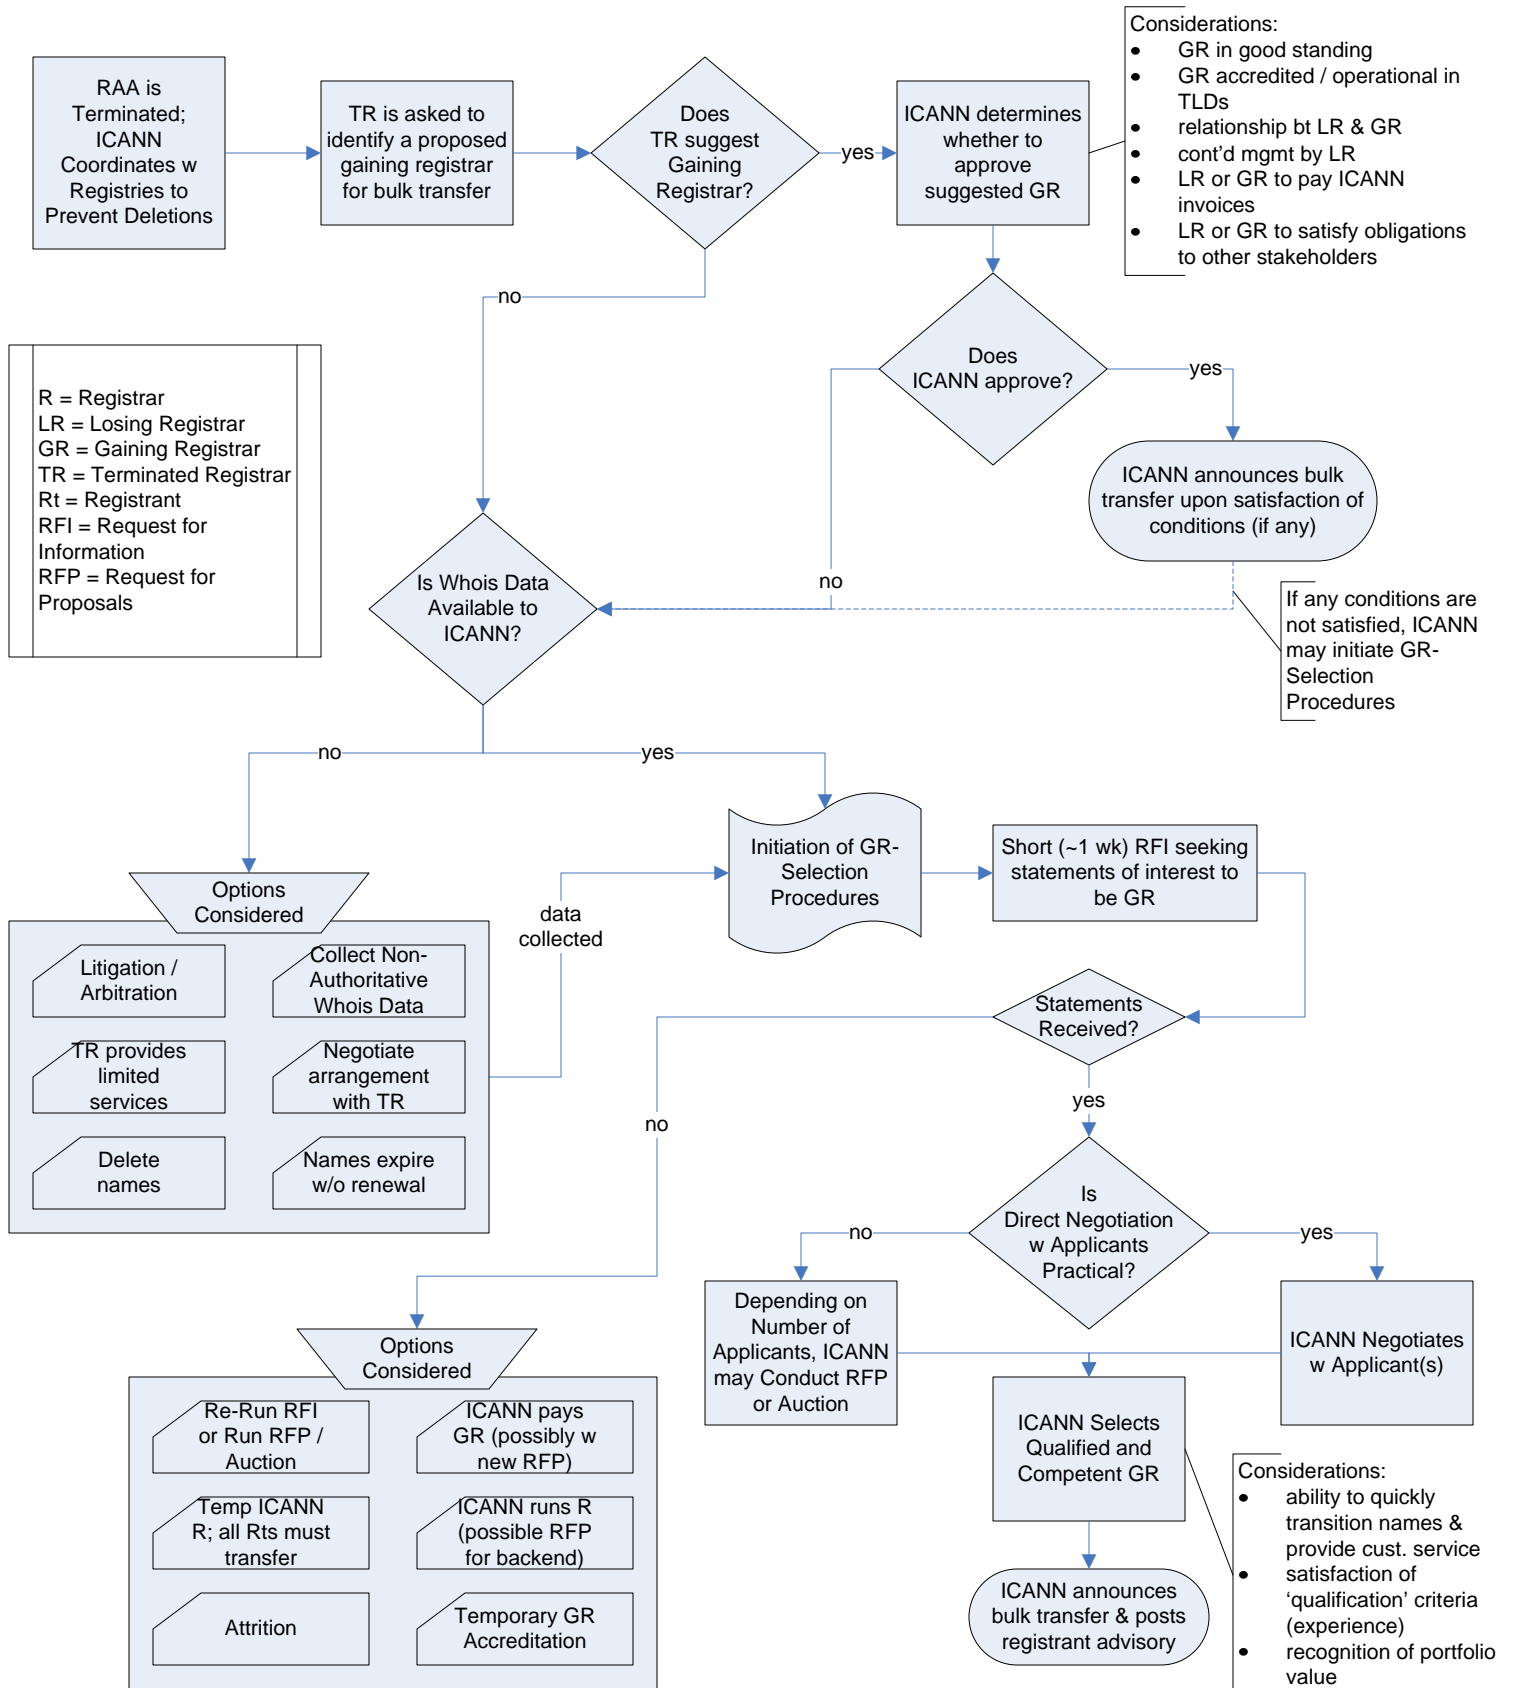 RAA is
Terminated;
ICANN
Coordinates w
Registries to
Prevent Deletions
TR is asked to
identify a proposed
gaining registrar
for bulk transfer
Does
TR suggest
Gaining
Registrar?
yes
ICANN determines
whether to
approve
suggested GR
Considerations:
• GR in good standing
• GR accredited / operational in
TLDs
• relationship bt LR & GR
• cont’d mgmt by LR
• LR or GR to pay ICANN
invoices
• LR or GR to satisfy obligations
to other stakeholders
no
Does
ICANN approve?
yes
R = Registrar
LR = Losing Registrar
GR = Gaining Registrar
TR = Terminated Registrar
Rt = Registrant
RFI = Request for
Information
RFP = Request for
Proposals
ICANN announces bulk
transfer upon satisfaction of
conditions (if any)
no
Is Whois Data
Available to
ICANN?
If any conditions are
not satisfied, ICANN
may initiate GR-
Selection
Procedures
no
yes
Initiation of GR-
Selection
Procedures
Short (~1 wk) RFI seeking
statements of interest to
be GR
Options
Considered
data
collected
Litigation /
Arbitration
Collect Non-
Authoritative
Whois Data
TR provides
limited
services
Negotiate
arrangement
with TR
Delete
names
Names expire
w/o renewal
Statements
Received?
yes
no
Is
Direct Negotiation
w Applicants
Practical?
no
yes
Depending on
Number of
Applicants, ICANN
may Conduct RFP
or Auction
ICANN Negotiates
w Applicant(s)
Options
Considered
Re-Run RFI
or Run RFP /
Auction
ICANN pays
GR (possibly w
new RFP)
Temp ICANN
R; all Rts must
transfer
ICANN runs R
(possible RFP
for backend)
Attrition
Temporary GR
Accreditation
ICANN Selects
Qualified and
Competent GR
Considerations:
• ability to quickly
transition names &
provide cust. service
• satisfaction of
‘qualification’ criteria
(experience)
• recognition of portfolio
value
ICANN announces
bulk transfer & posts
registrant advisory